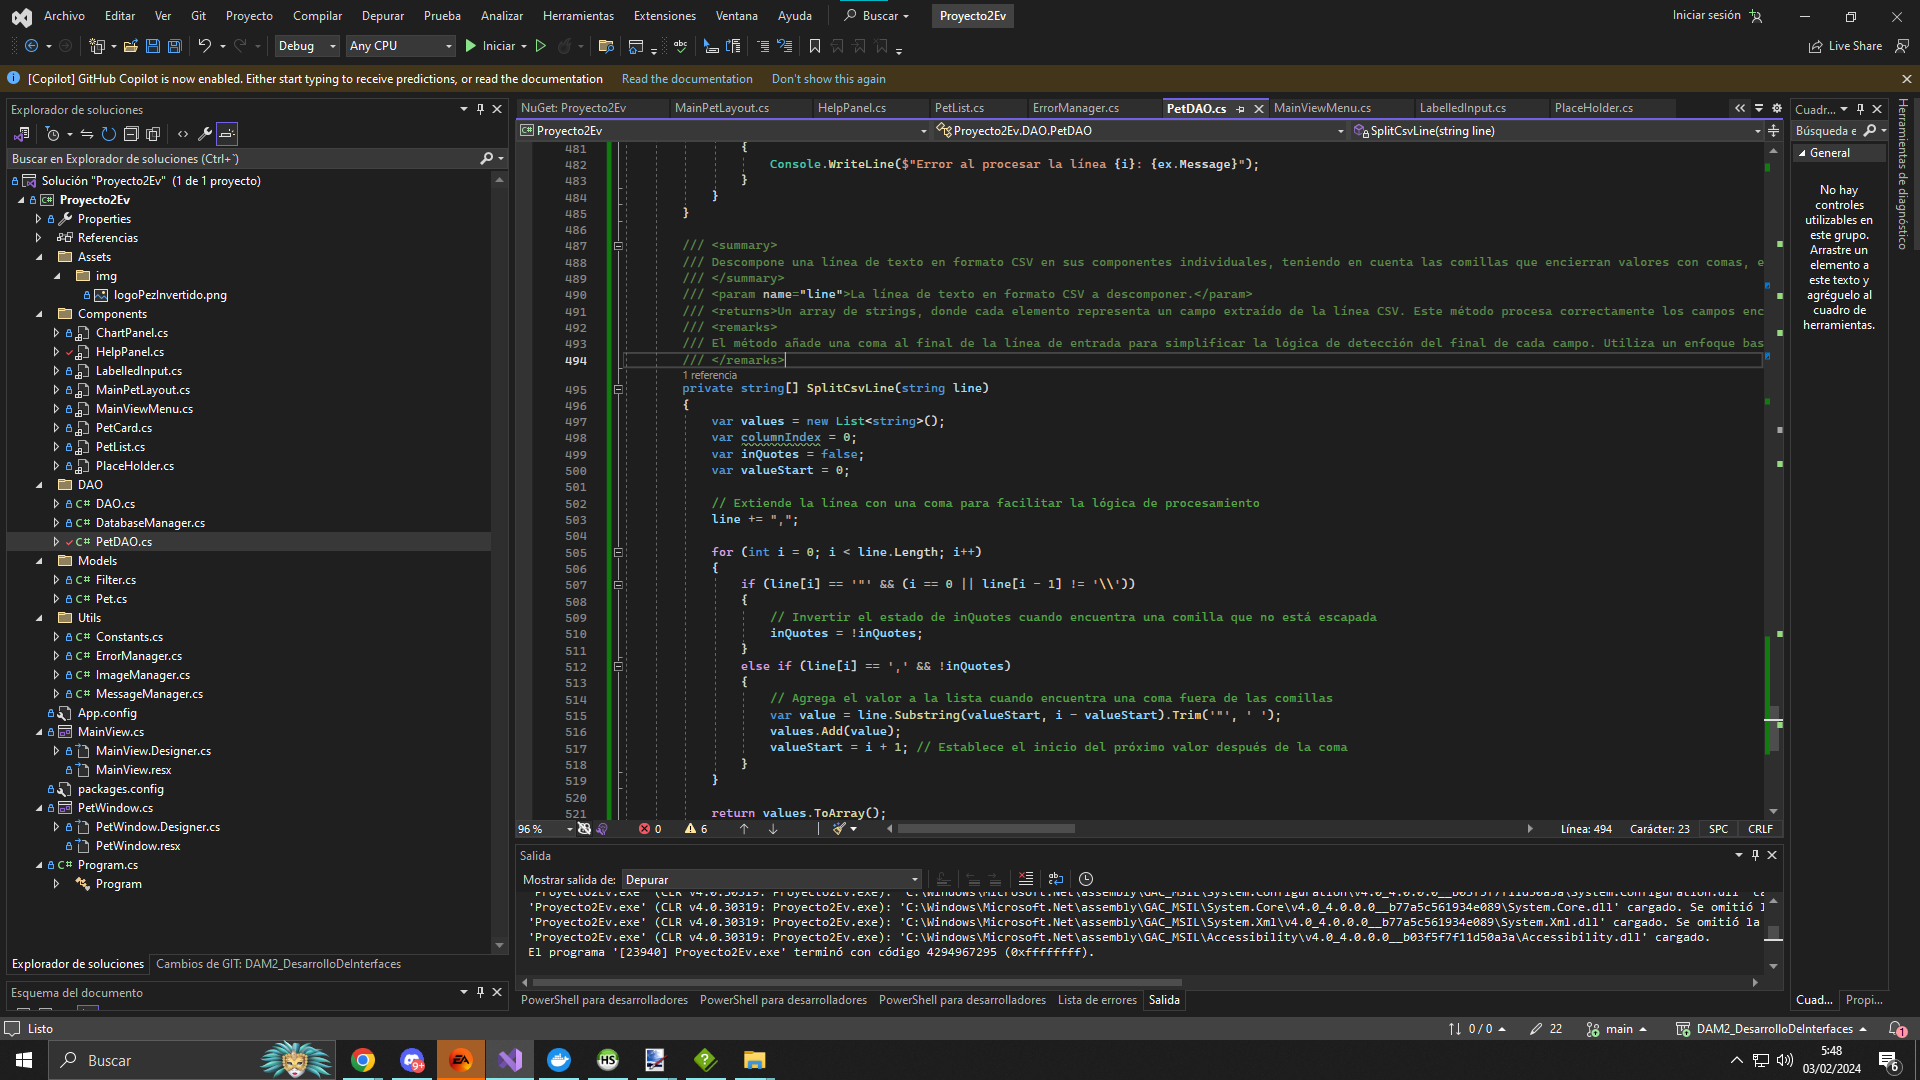 Archivo Editar Ver Git Proyecto Compilar Depurar Prueba Analizar Herramientas Extensiones Ventana Ayuda Buscar Proyecto2Ev Iniciar sesión
Debug Any CPU Iniciar Live Share
[Copilot] GitHub Copilot is now enabled. Either start typing to receive predictions, or read the documentation Read the documentation Don't show this again
Explorador de soluciones
Buscar en Explorador de soluciones (Ctrl+`)
Solución "Proyecto2Ev" (1 de 1 proyecto)
Proyecto2Ev
Properties
Referencias
Assets
img
logoPezInvertido.png
Components
ChartPanel.cs
HelpPanel.cs
LabelledInput.cs
MainPetLayout.cs
MainViewMenu.cs
PetCard.cs
PetList.cs
PlaceHolder.cs
DAO
C# DAO.cs
C# DatabaseManager.cs
C# PetDAO.cs
Models
C# Filter.cs
C# Pet.cs
Utils
C# Constants.cs
C# ErrorManager.cs
C# ImageManager.cs
C# MessageManager.cs
App.config
MainView.cs
MainView.Designer.cs
MainView.resx
packages.config
PetWindow.cs
PetWindow.Designer.cs
PetWindow.resx
C# Program.cs
Program
Explorador de soluciones Cambios de GIT: DAM2_DesarrolloDeInterfaces
Esquema del documento
NuGet: Proyecto2Ev MainPetLayout.cs HelpPanel.cs PetList.cs ErrorManager.cs PetDAO.cs MainViewMenu.cs LabelledInput.cs PlaceHolder.cs
Proyecto2Ev Proyecto2Ev.DAO.PetDAO SplitCsvLine(string line)
481 {
482 Console.WriteLine($"Error al procesar la línea {i}: {ex.Message}");
483 }
484 }
485 }
486
487 /// <summary>
488 /// Descompone una línea de texto en formato CSV en sus componentes individuales, teniendo en cuenta las comillas que encierran valores con comas, e
489 /// </summary>
490 /// <param name="line">La línea de texto en formato CSV a descomponer.</param>
491 /// <returns>Un array de strings, donde cada elemento representa un campo extraído de la línea CSV. Este método procesa correctamente los campos enc
492 /// <remarks>
493 /// El método añade una coma al final de la línea de entrada para simplificar la lógica de detección del final de cada campo. Utiliza un enfoque bas
494 /// </remarks>
1 referencia
495 private string[] SplitCsvLine(string line)
496 {
497 var values = new List<string>();
498 var columnIndex = 0;
499 var inQuotes = false;
500 var valueStart = 0;
501
502 // Extiende la línea con una coma para facilitar la lógica de procesamiento
503 line += ",";
504
505 for (int i = 0; i < line.Length; i++)
506 {
507 if (line[i] == '"' && (i == 0 || line[i - 1] != '\\'))
508 {
509 // Invertir el estado de inQuotes cuando encuentra una comilla que no está escapada
510 inQuotes = !inQuotes;
511 }
512 else if (line[i] == ',' && !inQuotes)
513 {
514 // Agrega el valor a la lista cuando encuentra una coma fuera de las comillas
515 var value = line.Substring(valueStart, i - valueStart).Trim('"', ' ');
516 values.Add(value);
517 valueStart = i + 1; // Establece el inicio del próximo valor después de la coma
518 }
519 }
520
521 return values.ToArray();
96 % 0 6 Línea: 494 Carácter: 23 SPC CRLF
Salida
Mostrar salida de: Depurar
'Proyecto2Ev.exe' (CLR v4.0.30319: Proyecto2Ev.exe): 'C:\Windows\Microsoft.Net\assembly\GAC_MSIL\System.Configuration\v4.0_4.0.0.0__b03f5f7f11d50a3a\System.Configuration.dll'
'Proyecto2Ev.exe' (CLR v4.0.30319: Proyecto2Ev.exe): 'C:\Windows\Microsoft.Net\assembly\GAC_MSIL\System.Core\v4.0_4.0.0.0__b77a5c561934e089\System.Core.dll' cargado. Se omitió l
'Proyecto2Ev.exe' (CLR v4.0.30319: Proyecto2Ev.exe): 'C:\Windows\Microsoft.Net\assembly\GAC_MSIL\System.Xml\v4.0_4.0.0.0__b77a5c561934e089\System.Xml.dll' cargado. Se omitió la
'Proyecto2Ev.exe' (CLR v4.0.30319: Proyecto2Ev.exe): 'C:\Windows\Microsoft.Net\assembly\GAC_MSIL\Accessibility\v4.0_4.0.0.0__b03f5f7f11d50a3a\Accessibility.dll' cargado.
El programa '[23940] Proyecto2Ev.exe' terminó con código 4294967295 (0xffffffff).
PowerShell para desarrolladores PowerShell para desarrolladores PowerShell para desarrolladores Lista de errores Salida
Cuadr...
Búsqueda e
General
No hay
controles
utilizables en
este grupo.
Arrastre un
elemento a
este texto y
agréguelo al
cuadro de
herramientas.
Cuad... Propi...
Herramientas de diagnóstico
Listo 0 / 0 22 main DAM2_DesarrolloDeInterfaces 1
Buscar 9+ EA HS 5:48
03/02/2024 6